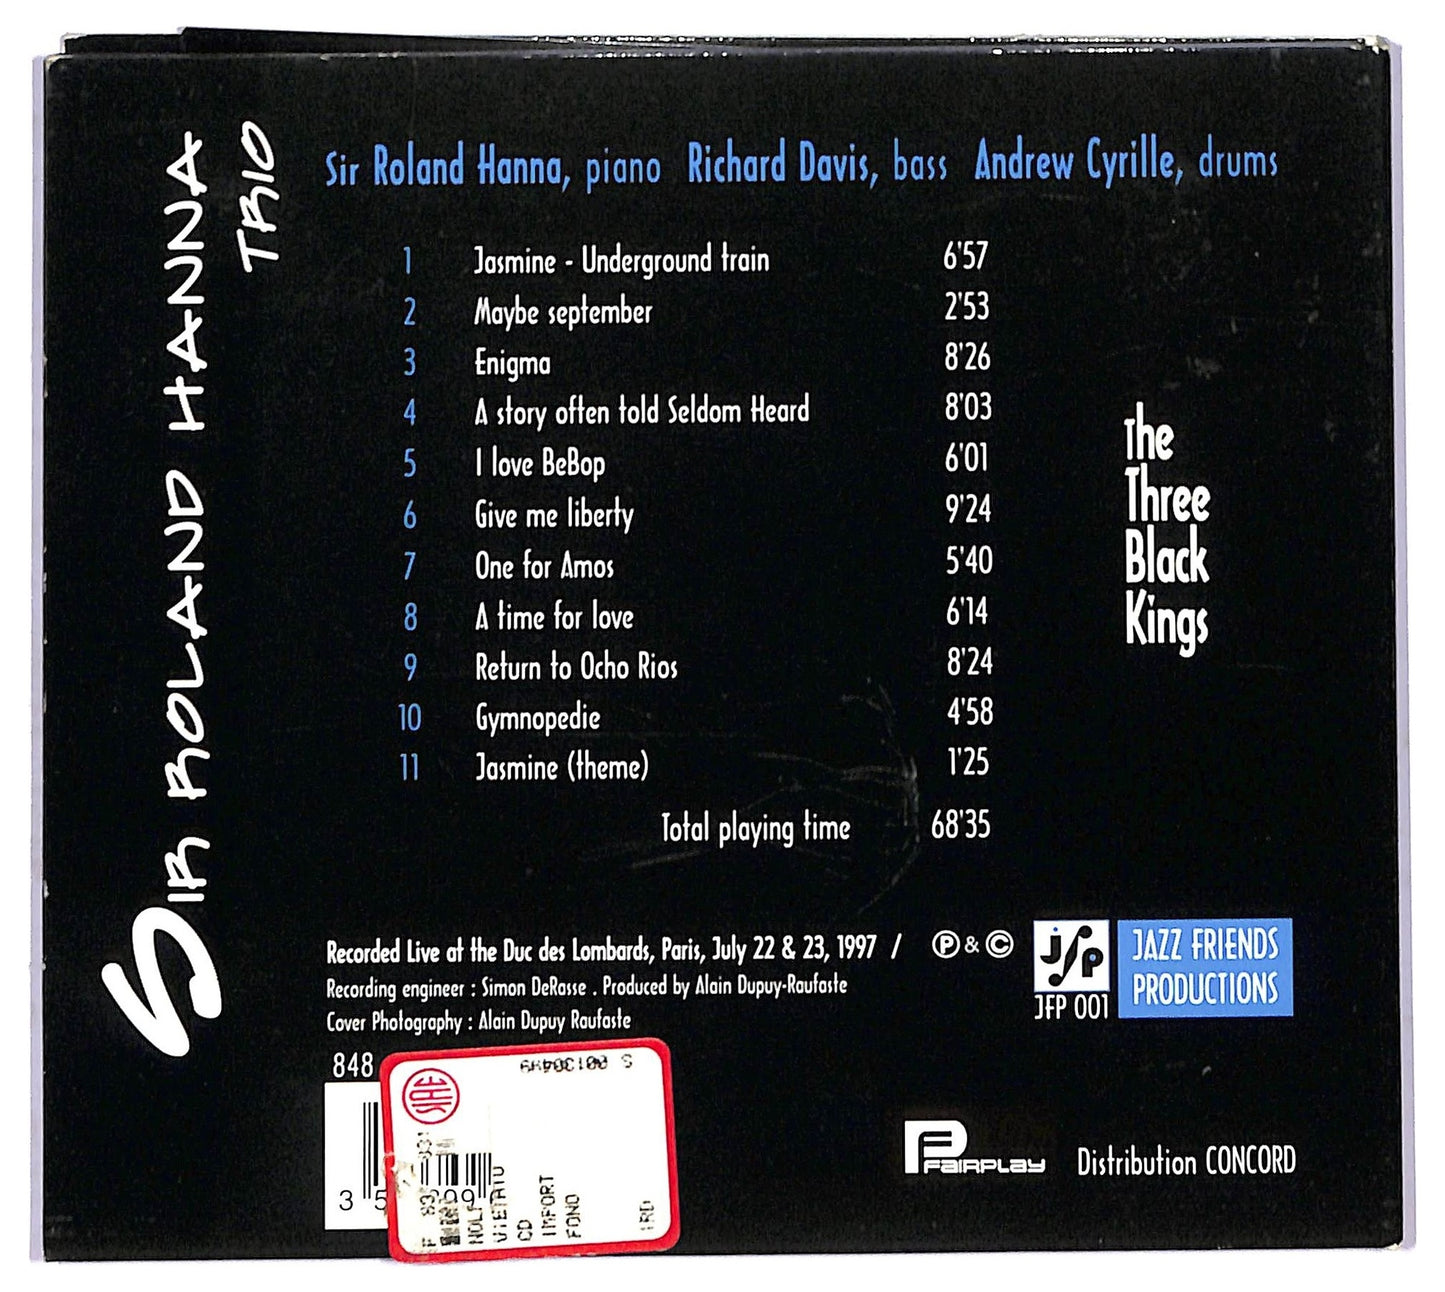 SIR ROLAND HANNA
TRIO
Sir Roland Hanna, piano Richard Davis, bass Andrew Cyrille, drums
1 Jasmine - Underground train 6'57
2 Maybe september 2'53
3 Enigma 8'26
4 A story often told Seldom Heard 8'03
5 I love BeBop 6'01
6 Give me liberty 9'24
7 One for Amos 5'40
8 A time for love 6'14
9 Return to Ocho Rios 8'24
10 Gymnopedie 4'58
11 Jasmine (theme) 1'25
Total playing time 68'35
The
Three
Black
Kings
Recorded Live at the Duc des Lombards, Paris, July 22 & 23, 1997 / ℗ & ©
Recording engineer : Simon DeRasse . Produced by Alain Dupuy-Raufaste
Cover Photography : Alain Dupuy Raufaste
jfp
JFP 001
JAZZ FRIENDS
PRODUCTIONS
848
3 5
SIAE
VIETATO
CD
IMPORT
FONO
FAIRPLAY
Distribution CONCORD